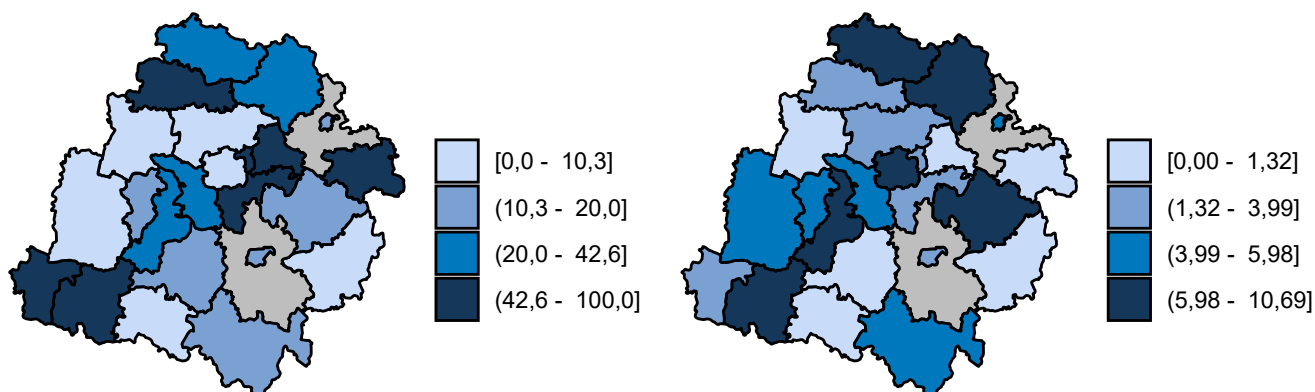 [0,0 - 10,3]
(10,3 - 20,0]
(20,0 - 42,6]
(42,6 - 100,0]
[0,00 - 1,32]
(1,32 - 3,99]
(3,99 - 5,98]
(5,98 - 10,69]